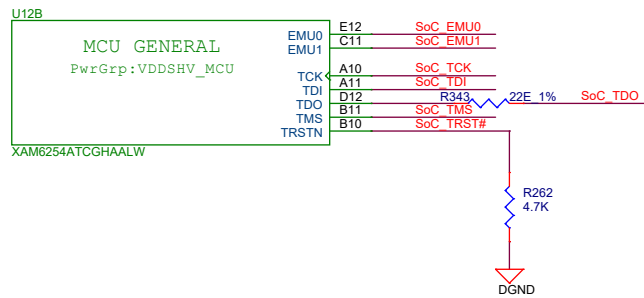 U12B
MCU GENERAL
PwrGrp:VDDSHV_MCU
EMU0 E12 SoC_EMU0
EMU1 C11 SoC_EMU1
TCK A10 SoC_TCK
TDI A11 SoC_TDI
TDO D12 R343 22E_1% SoC_TDO
TMS B11 SoC_TMS
TRSTN B10 SoC_TRST#
XAM6254ATCGHAALW
R262
4.7K
DGND